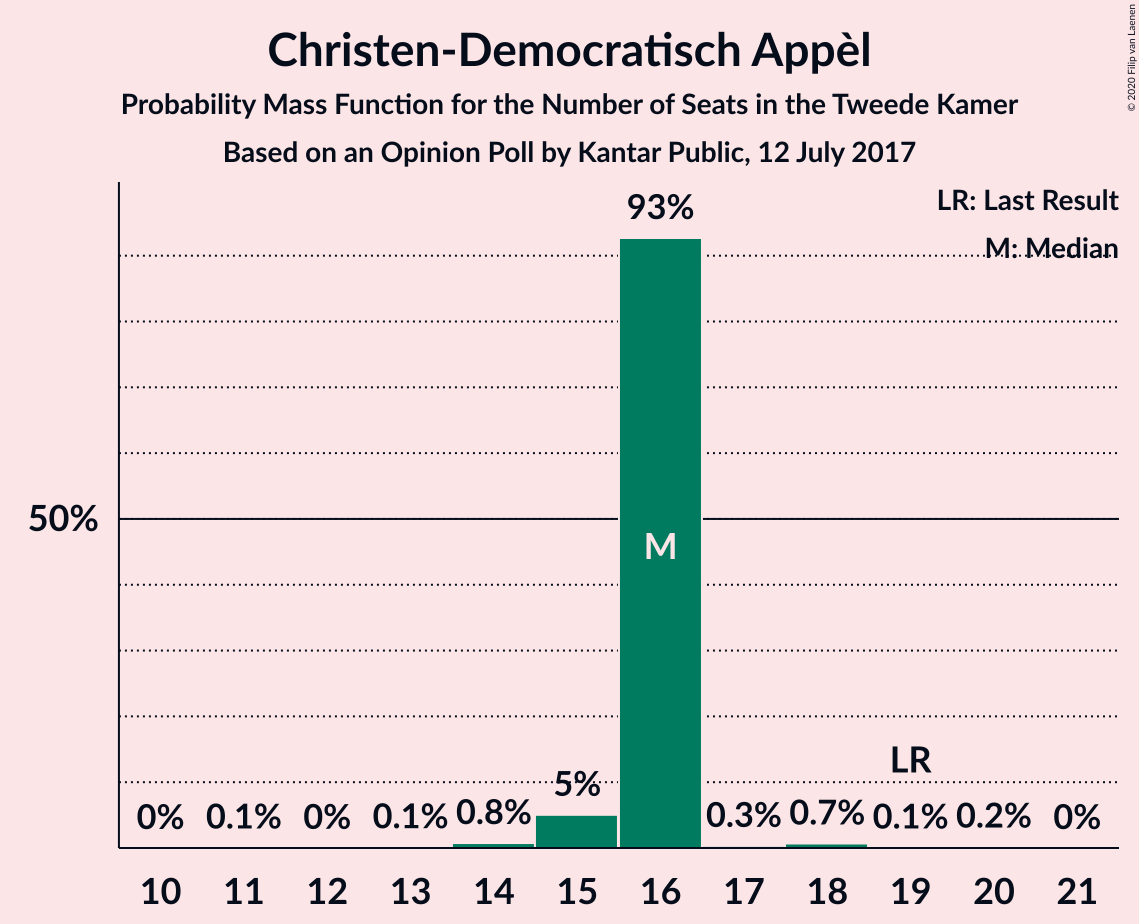 Christen-Democratisch Appèl
Probability Mass Function for the Number of Seats in the Tweede Kamer
Based on an Opinion Poll by Kantar Public, 12 July 2017
© 2020 Filip van Laenen
LR: Last Result
M: Median
93%
50%
M
LR
0% 0.1% 0% 0.1% 0.8% 5% 0.3% 0.7% 0.1% 0.2% 0%
10 11 12 13 14 15 16 17 18 19 20 21